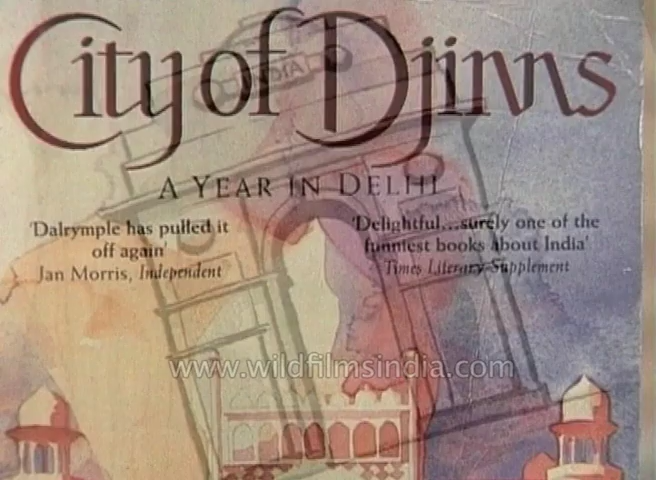 City of Djinns
INDIA
A YEAR IN DELHI
'Dalrymple has pulled it
off again'
Jan Morris, Independent
'Delightful...surely one of the
funniest books about India'
Times Literary Supplement
www.wildfilmsindia.com